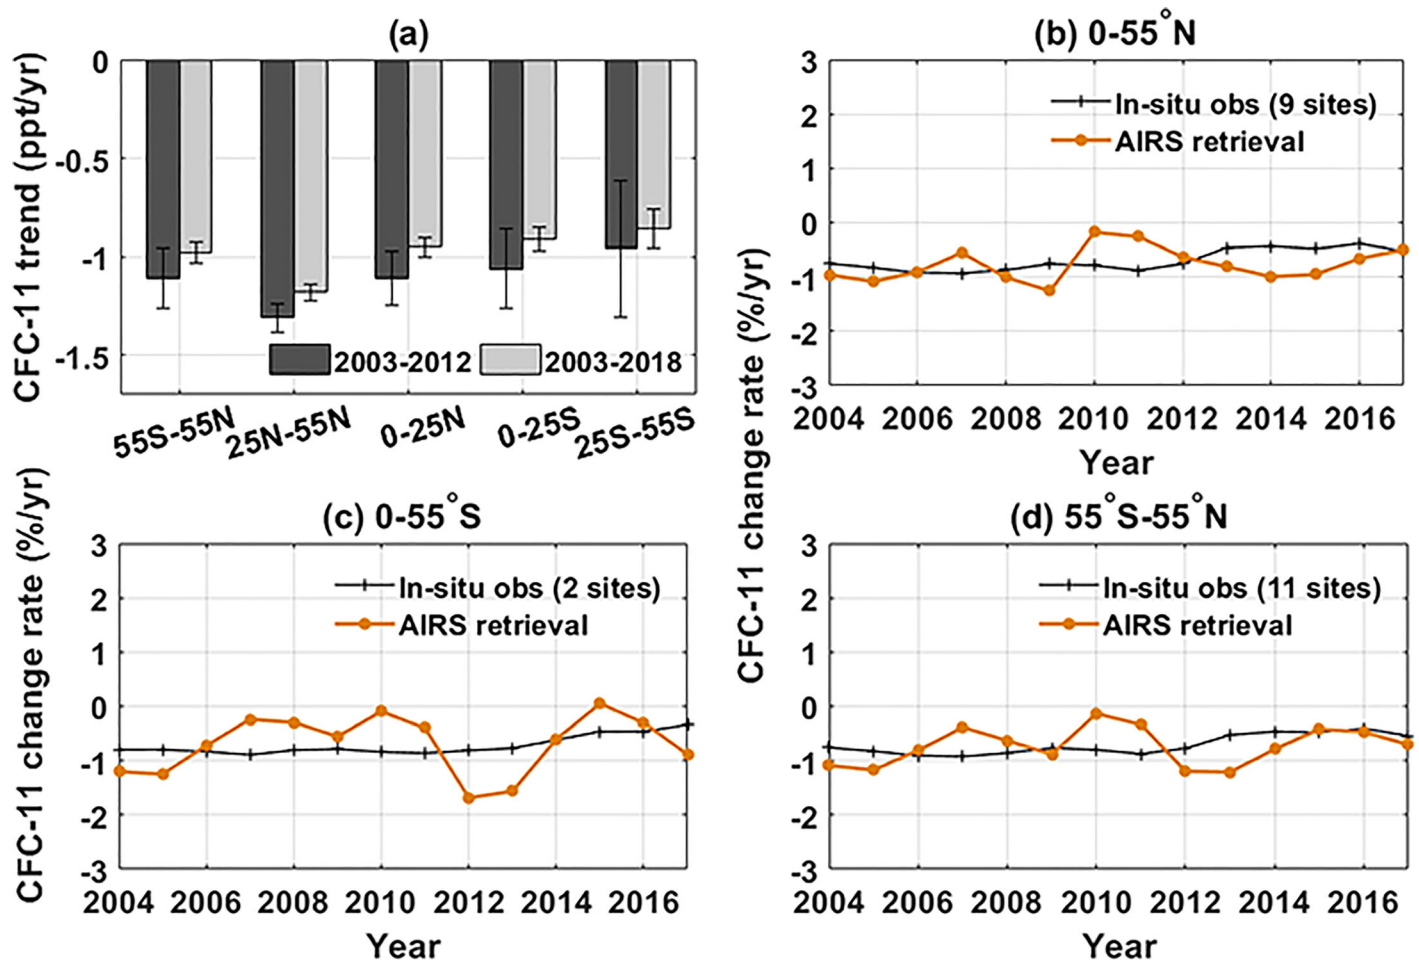 (a)
CFC-11 trend (ppt/yr)
0
-0.5
-1
-1.5
2003-2012
2003-2018
55S-55N
25N-55N
0-25N
0-25S
25S-55S
(b) 0-55°N
CFC-11 change rate (%/yr)
3
2
1
0
-1
-2
-3
In-situ obs (9 sites)
AIRS retrieval
2004 2006 2008 2010 2012 2014 2016
Year
(c) 0-55°S
CFC-11 change rate (%/yr)
3
2
1
0
-1
-2
-3
In-situ obs (2 sites)
AIRS retrieval
2004 2006 2008 2010 2012 2014 2016
Year
(d) 55°S-55°N
3
2
1
0
-1
-2
-3
In-situ obs (11 sites)
AIRS retrieval
2004 2006 2008 2010 2012 2014 2016
Year